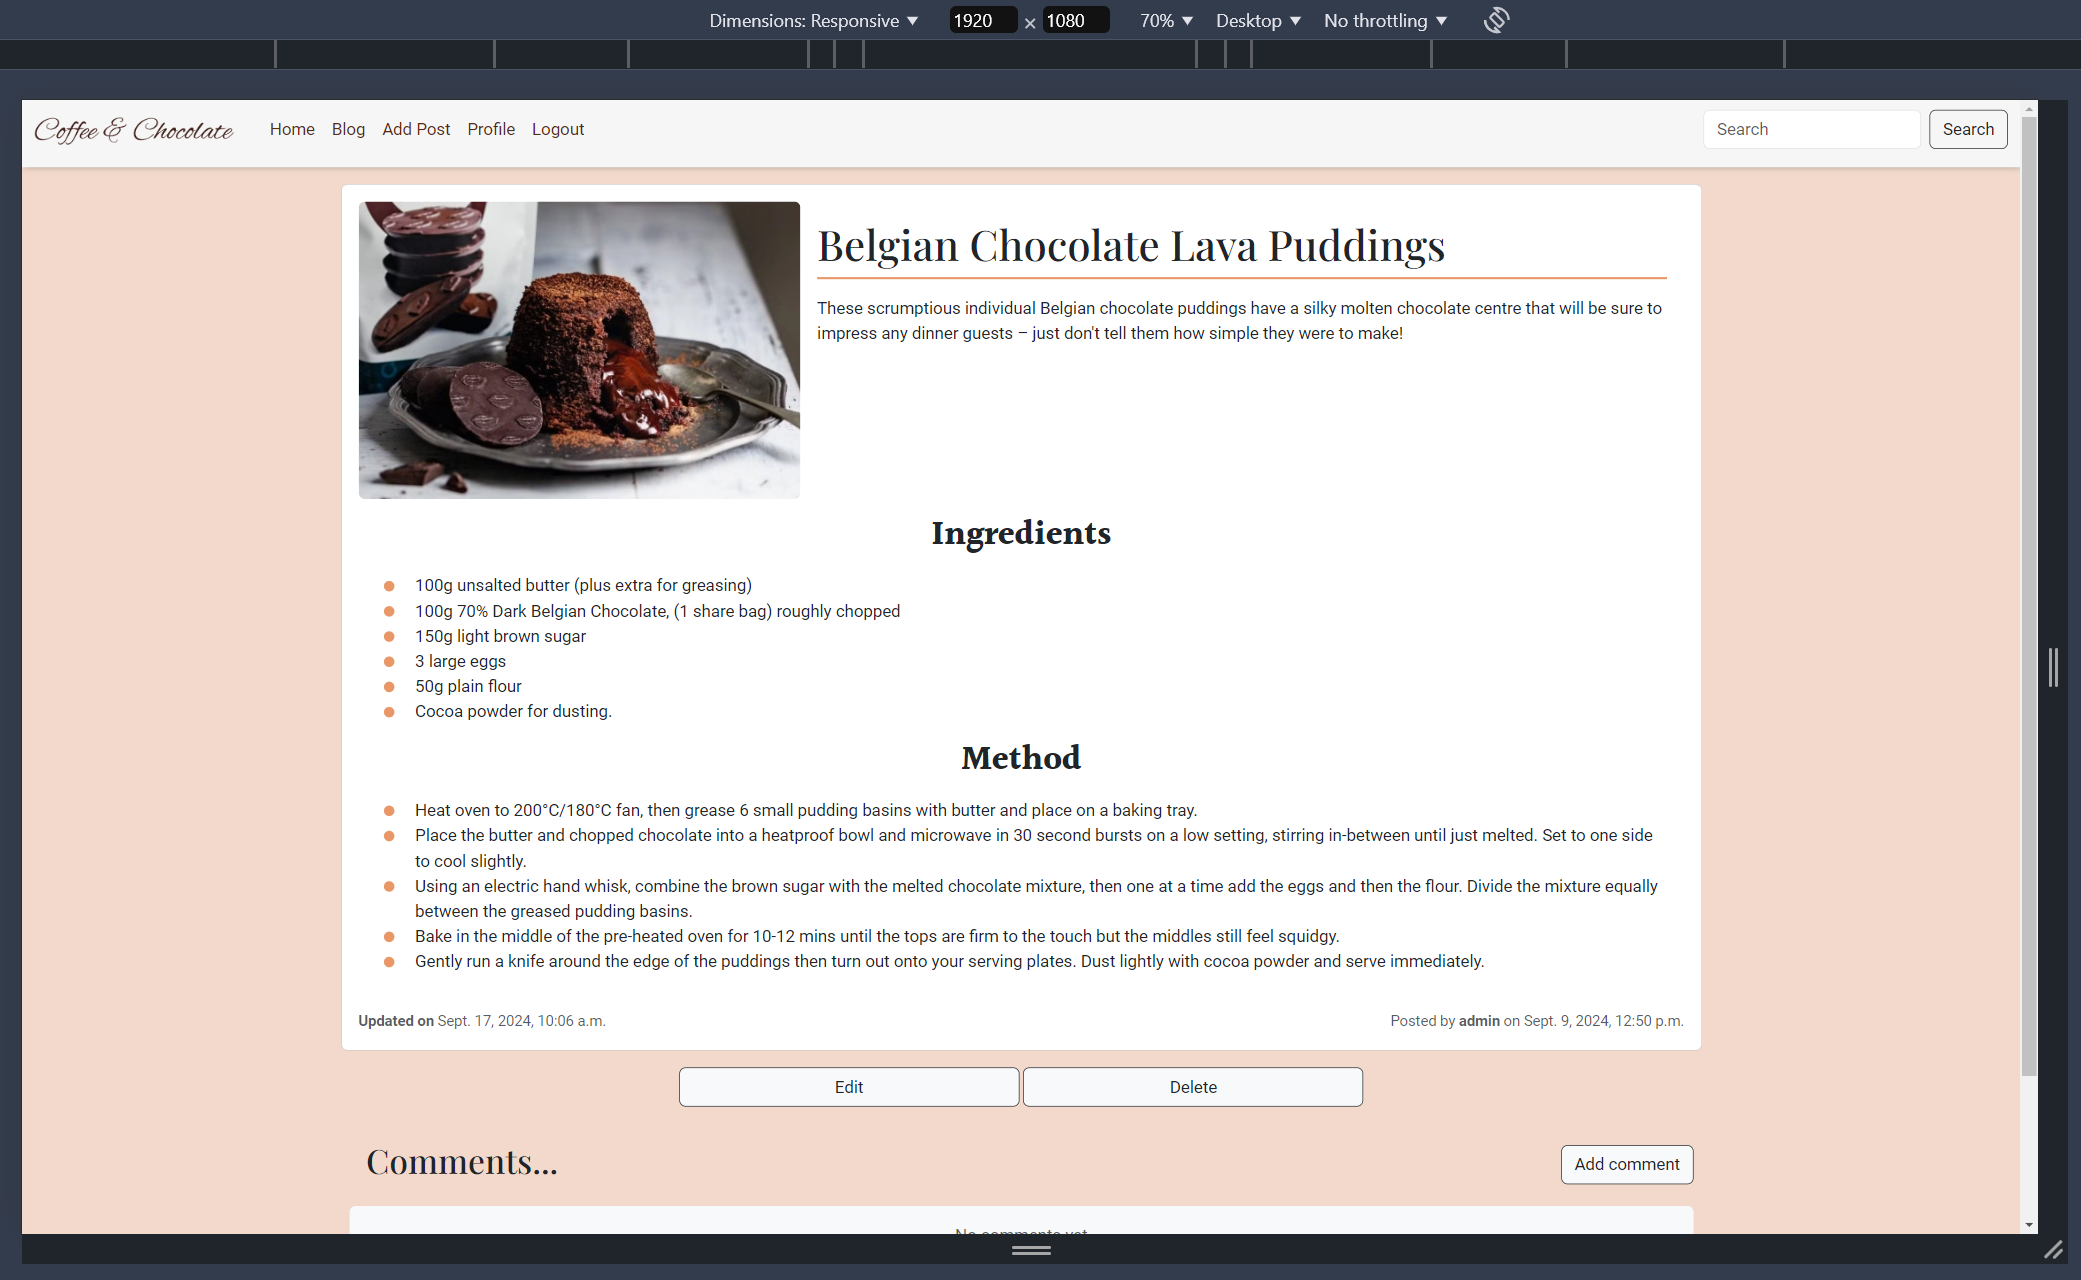 Dimensions: Responsive ▼ 1920 × 1080 70% ▼ Desktop ▼ No throttling ▼
Coffee & Chocolate Home Blog Add Post Profile Logout Search Search
Belgian Chocolate Lava Puddings
These scrumptious individual Belgian chocolate puddings have a silky molten chocolate centre that will be sure to
impress any dinner guests – just don't tell them how simple they were to make!
Ingredients
100g unsalted butter (plus extra for greasing)
100g 70% Dark Belgian Chocolate, (1 share bag) roughly chopped
150g light brown sugar
3 large eggs
50g plain flour
Cocoa powder for dusting.
Method
Heat oven to 200°C/180°C fan, then grease 6 small pudding basins with butter and place on a baking tray.
Place the butter and chopped chocolate into a heatproof bowl and microwave in 30 second bursts on a low setting, stirring in-between until just melted. Set to one side
to cool slightly.
Using an electric hand whisk, combine the brown sugar with the melted chocolate mixture, then one at a time add the eggs and then the flour. Divide the mixture equally
between the greased pudding basins.
Bake in the middle of the pre-heated oven for 10-12 mins until the tops are firm to the touch but the middles still feel squidgy.
Gently run a knife around the edge of the puddings then turn out onto your serving plates. Dust lightly with cocoa powder and serve immediately.
Updated on Sept. 17, 2024, 10:06 a.m. Posted by admin on Sept. 9, 2024, 12:50 p.m.
Edit Delete
Comments... Add comment
No comments yet